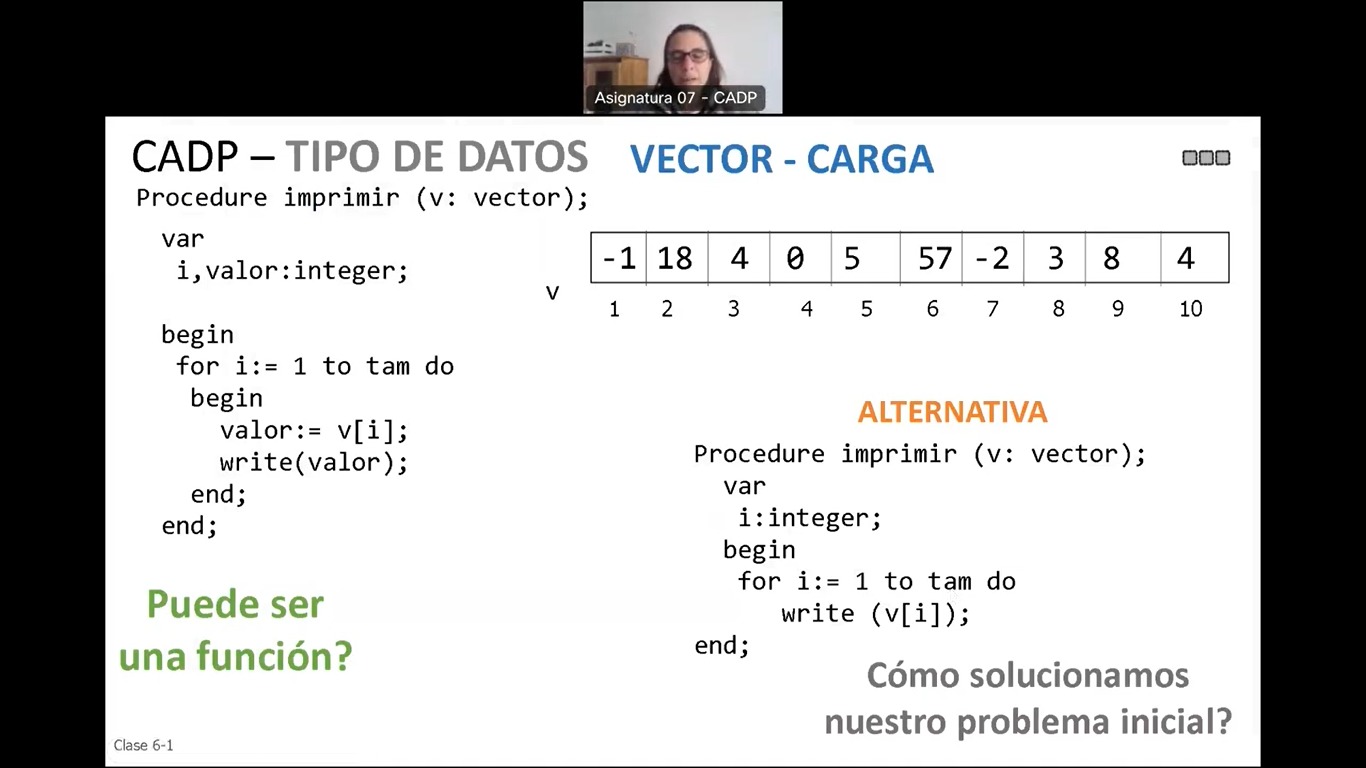 Asignatura 07 - CADP
CADP – TIPO DE DATOS VECTOR - CARGA
Procedure imprimir (v: vector);
var
i,valor:integer;
begin
for i:= 1 to tam do
begin
valor:= v[i];
write(valor);
end;
end;
-1 18 4 0 5 57 -2 3 8 4
v
1 2 3 4 5 6 7 8 9 10
ALTERNATIVA
Procedure imprimir (v: vector);
var
i:integer;
begin
for i:= 1 to tam do
write (v[i]);
end;
Puede ser
una función?
Cómo solucionamos
nuestro problema inicial?
Clase 6-1